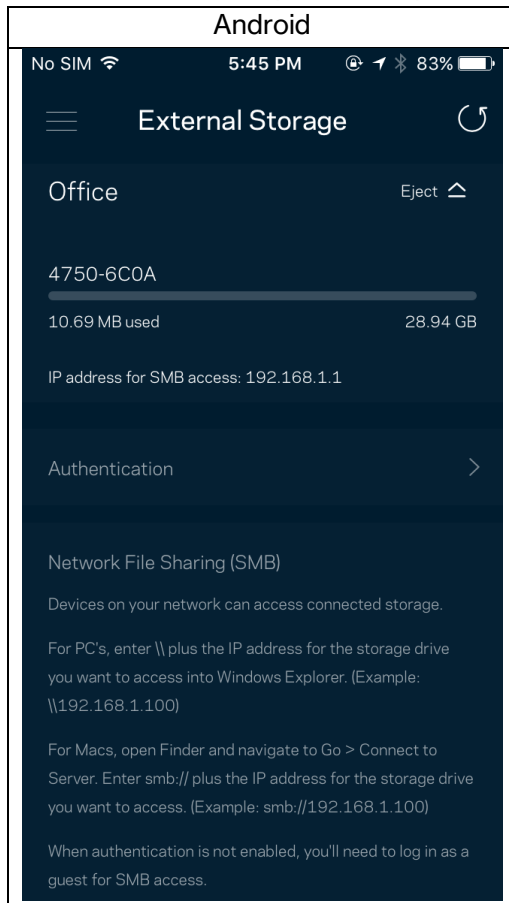 Android
No SIM 5:45 PM 83%
External Storage
Office Eject
4750-6C0A
10.69 MB used 28.94 GB
IP address for SMB access: 192.168.1.1
Authentication
Network File Sharing (SMB)
Devices on your network can access connected storage.
For PC's, enter \\ plus the IP address for the storage drive
you want to access into Windows Explorer. (Example:
\\192.168.1.100)
For Macs, open Finder and navigate to Go > Connect to
Server. Enter smb:// plus the IP address for the storage drive
you want to access. (Example: smb://192.168.1.100)
When authentication is not enabled, you'll need to log in as a
guest for SMB access.